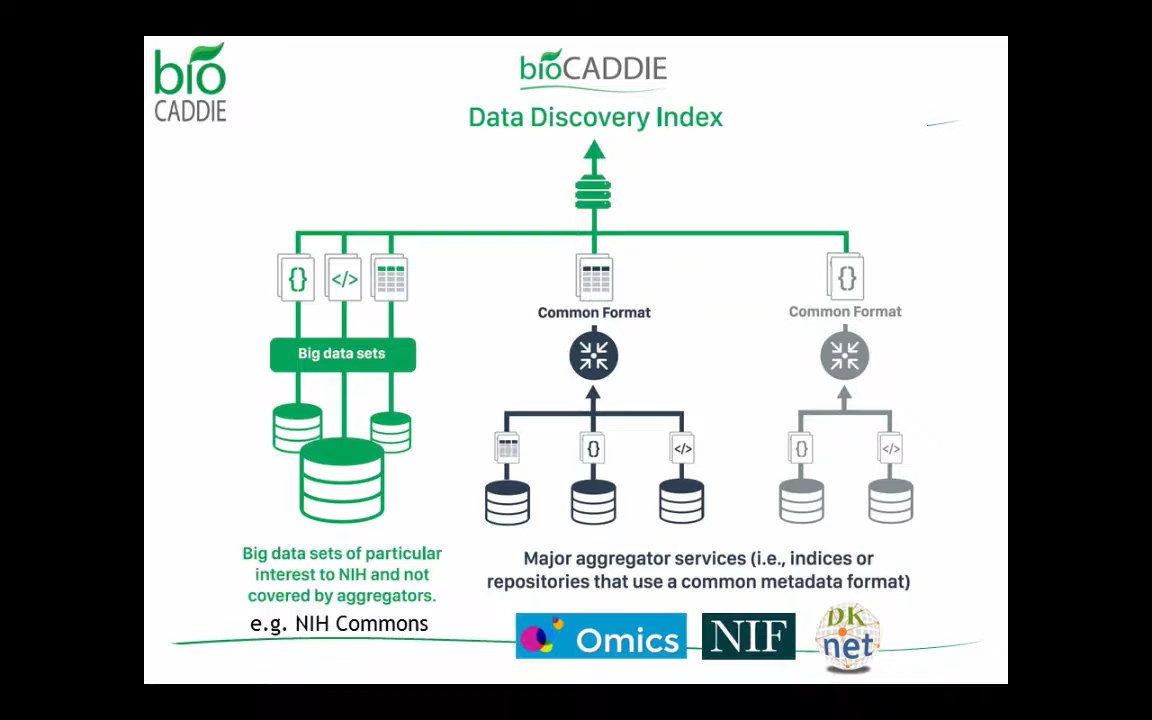 bio
CADDIE
bioCADDIE
Data Discovery Index
{} </>
Common Format
{}
Common Format
Big data sets
{} </>
{} </>
Big data sets of particular
interest to NIH and not
covered by aggregators.
e.g. NIH Commons
Major aggregator services (i.e., indices or
repositories that use a common metadata format)
Omics
NIF
DK
net